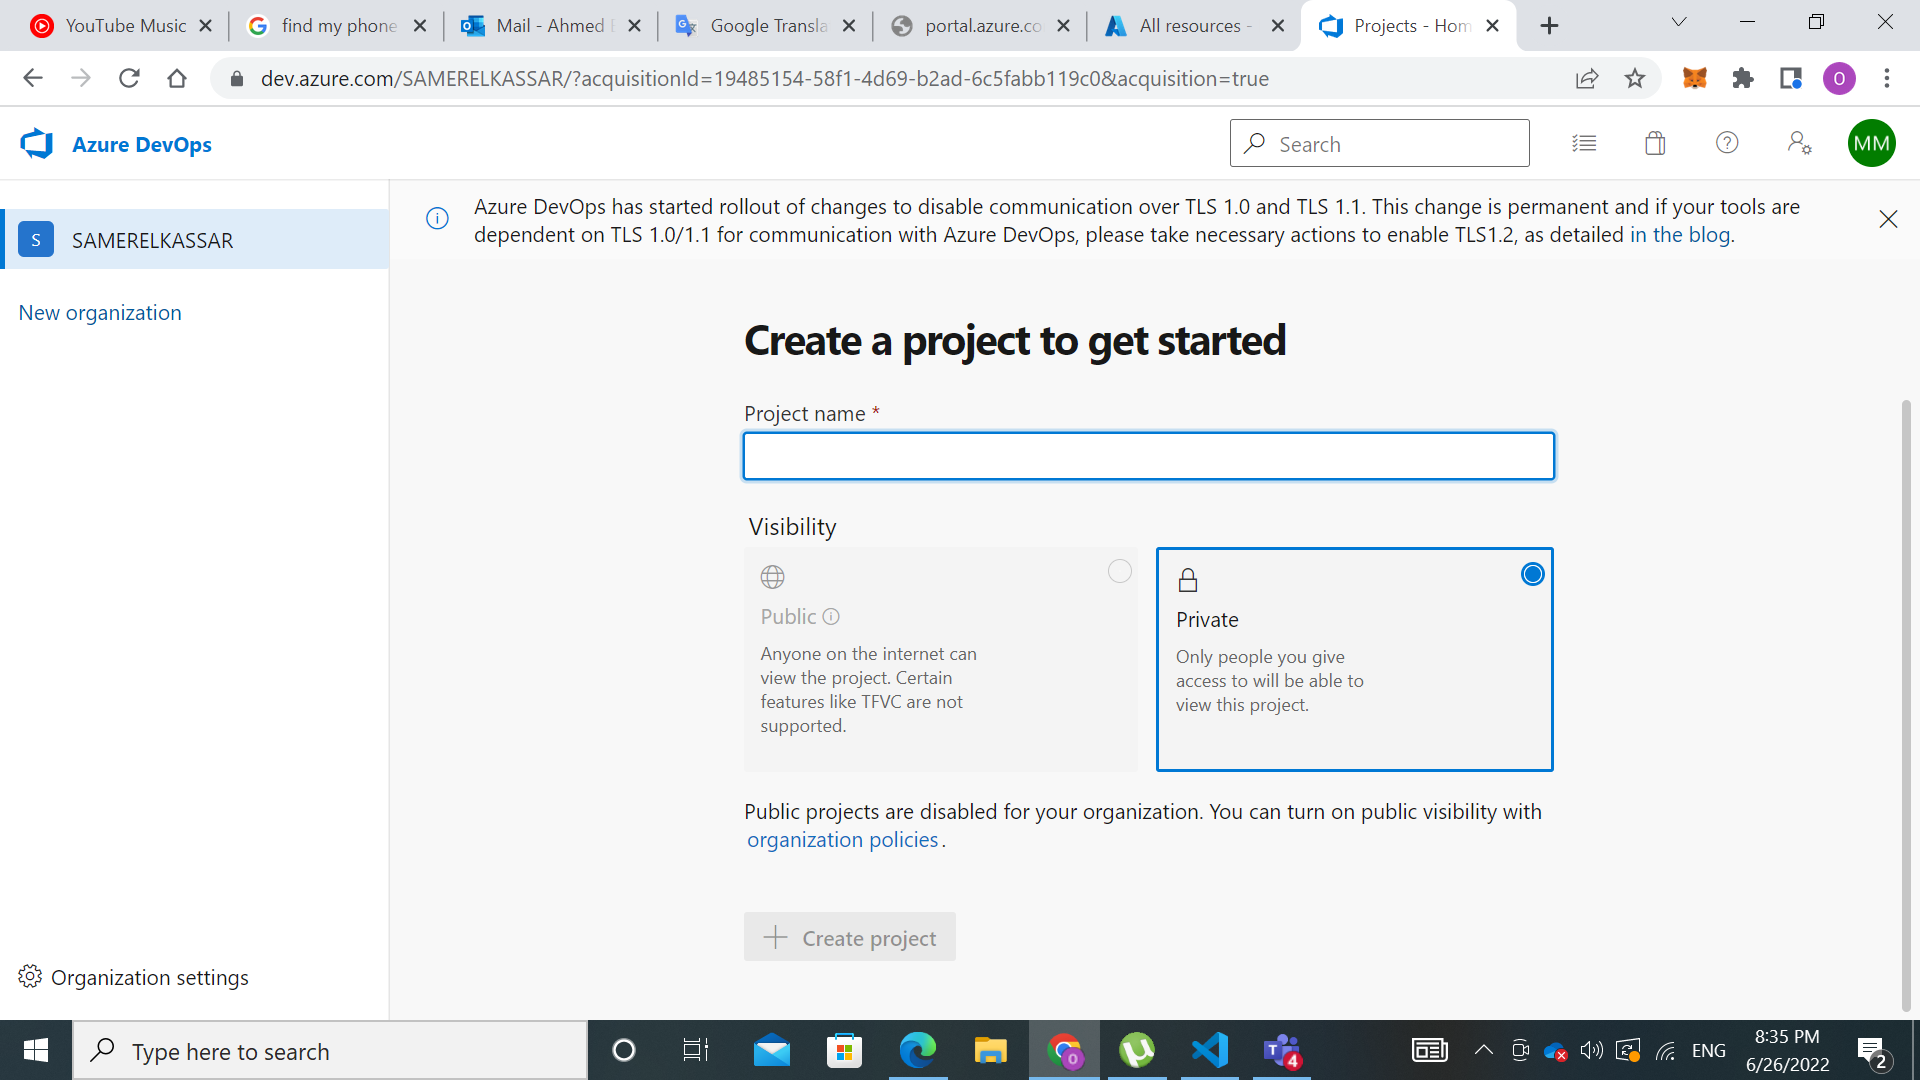 YouTube Music
find my phone
Mail - Ahmed
Google Transla
portal.azure.co
All resources -
Projects - Hom
dev.azure.com/SAMERELKASSAR/?acquisitionId=19485154-58f1-4d69-b2ad-6c5fabb119c0&acquisition=true
O
Azure DevOps
Search
MM
Azure DevOps has started rollout of changes to disable communication over TLS 1.0 and TLS 1.1. This change is permanent and if your tools are
dependent on TLS 1.0/1.1 for communication with Azure DevOps, please take necessary actions to enable TLS1.2, as detailed in the blog.
S SAMERELKASSAR
New organization
Create a project to get started
Project name *
Visibility
Public
Anyone on the internet can
view the project. Certain
features like TFVC are not
supported.
Private
Only people you give
access to will be able to
view this project.
Public projects are disabled for your organization. You can turn on public visibility with
organization policies.
Create project
Organization settings
Type here to search
O
4
ENG
8:35 PM
6/26/2022
2